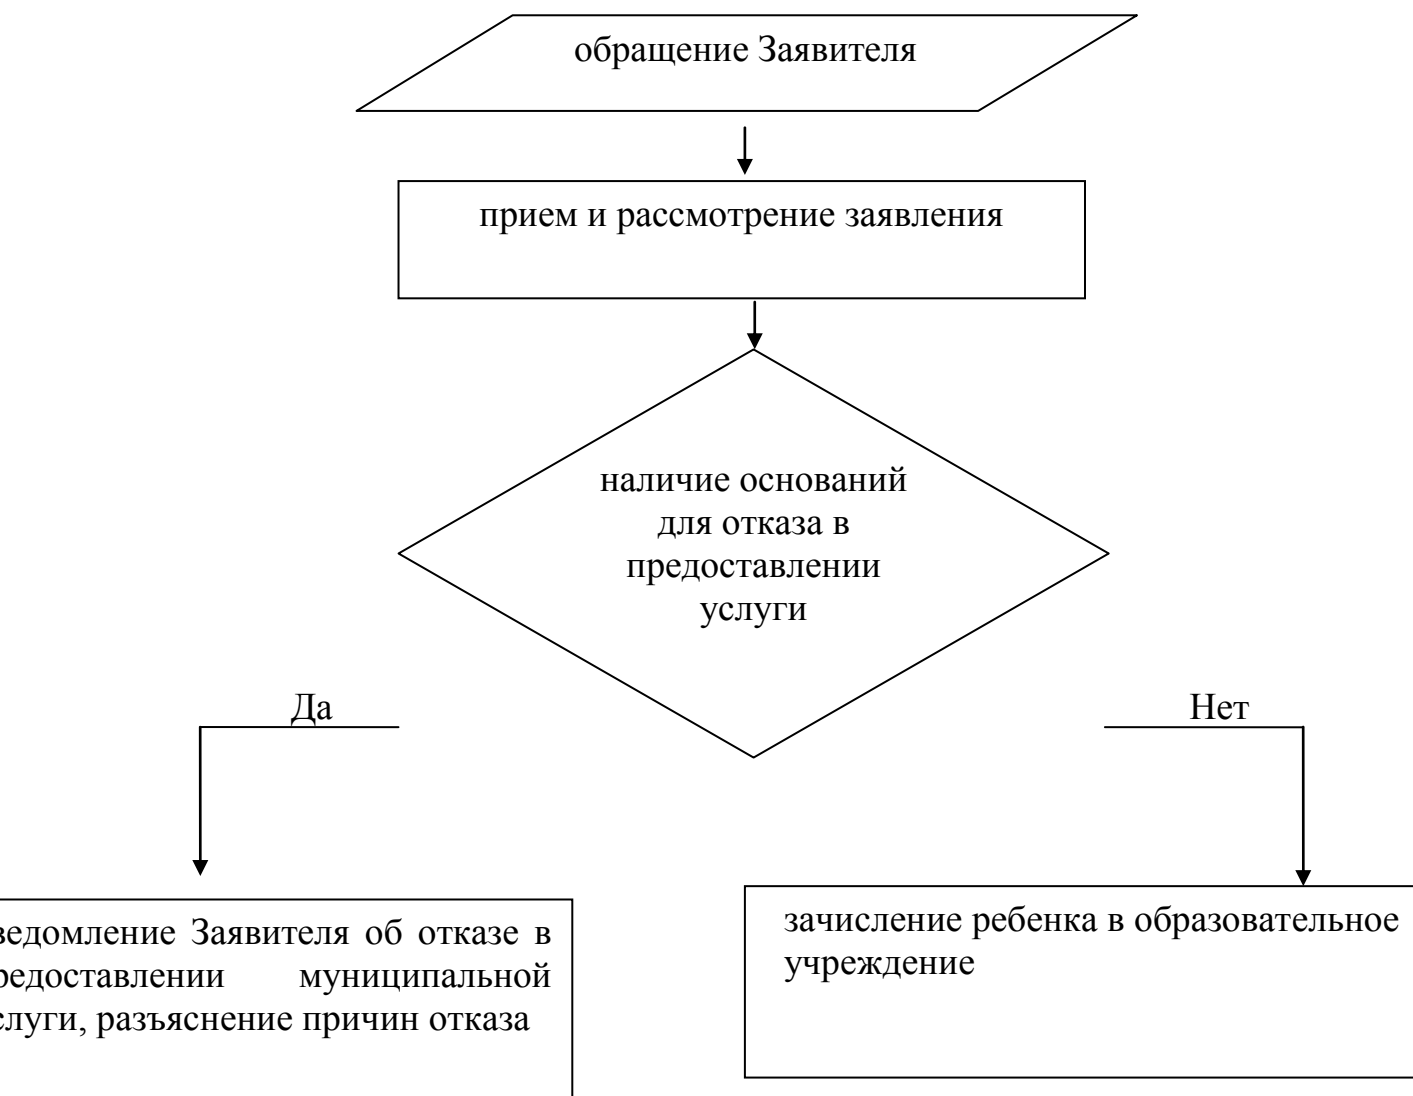 обращение Заявителя
прием и рассмотрение заявления
наличие оснований
для отказа в
предоставлении
услуги
Да
Нет
ведомление Заявителя об отказе в
редоставлении муниципальной
слуги, разъяснение причин отказа
зачисление ребенка в образовательное
учреждение